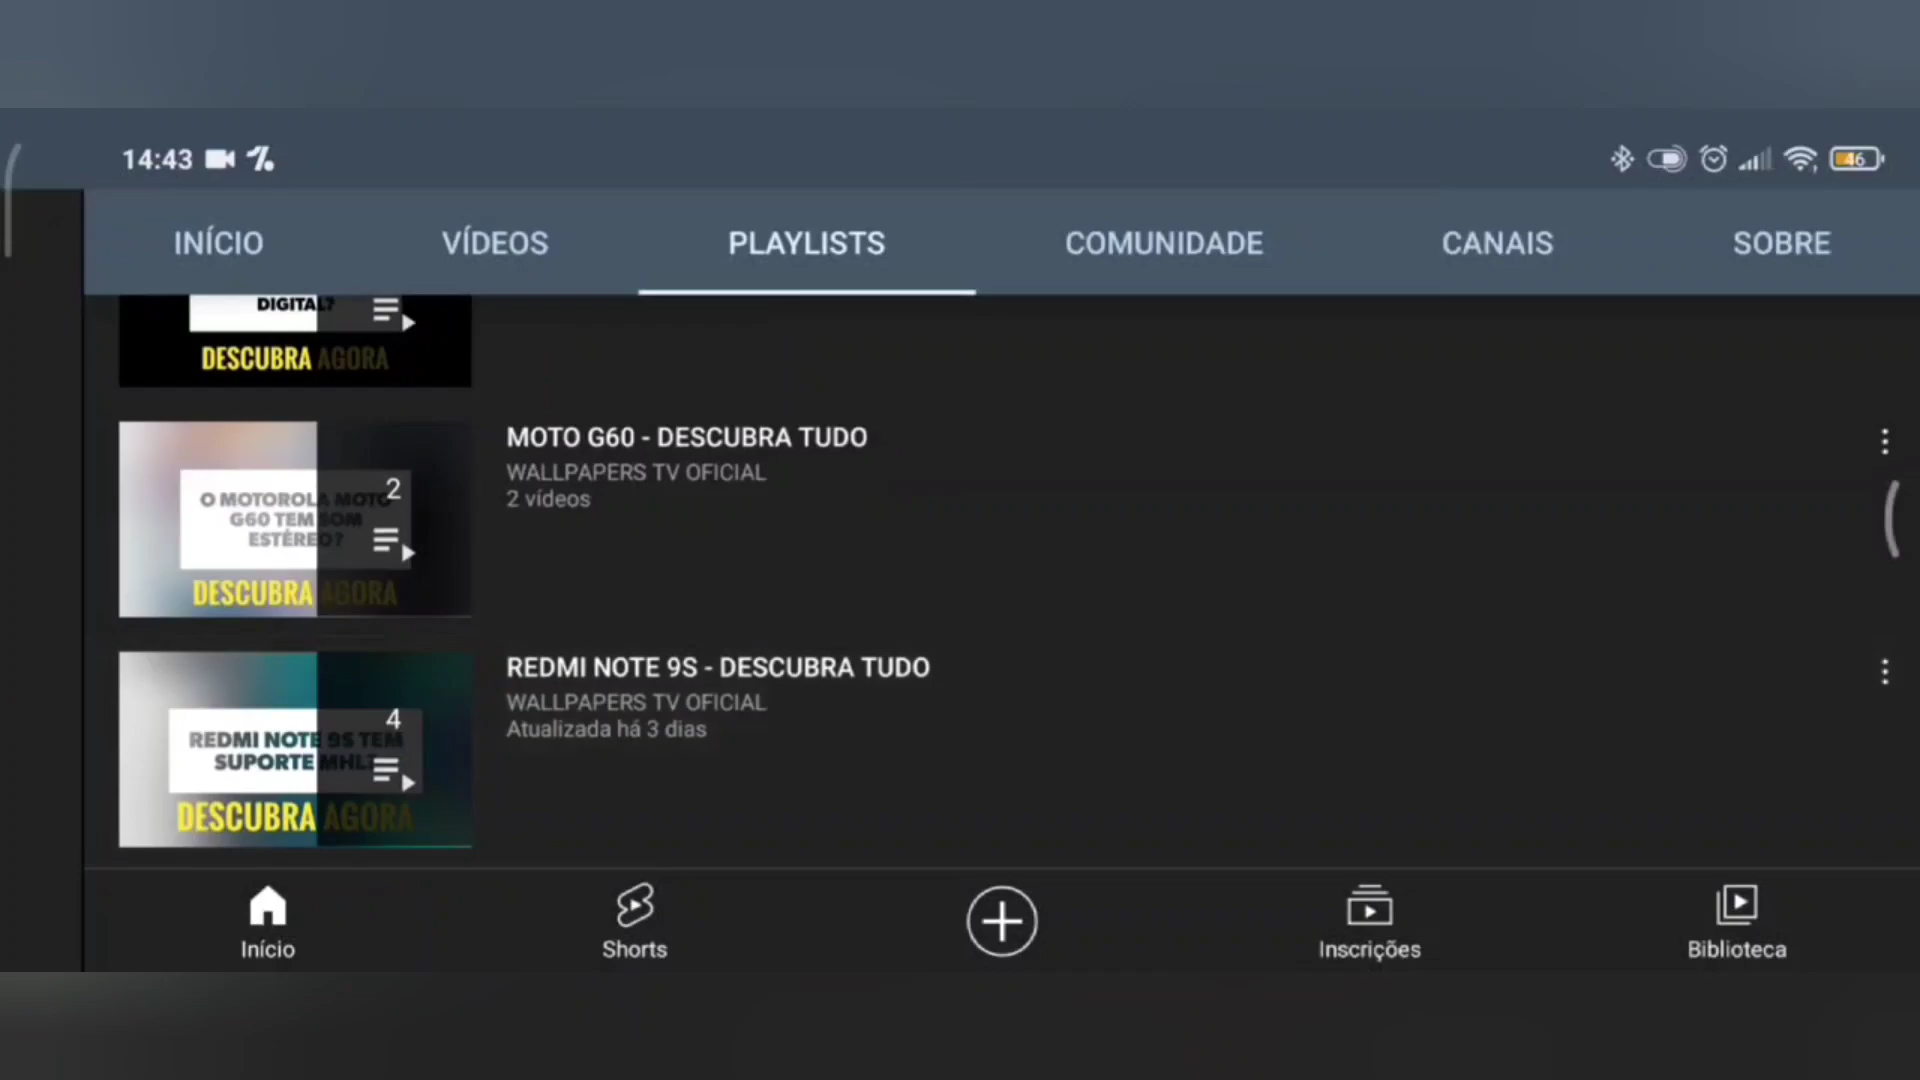 14:43
46
INÍCIO VÍDEOS PLAYLISTS COMUNIDADE CANAIS SOBRE
DIGITAL?
DESCUBRA AGORA
MOTO G60 - DESCUBRA TUDO
WALLPAPERS TV OFICIAL
2 vídeos
2
O MOTOROLA MOTO
G60 TEM SOM
ESTÉREO?
DESCUBRA AGORA
REDMI NOTE 9S - DESCUBRA TUDO
WALLPAPERS TV OFICIAL
Atualizada há 3 dias
4
REDMI NOTE 9S TEM
SUPORTE MHL?
DESCUBRA AGORA
Início Shorts Inscrições Biblioteca